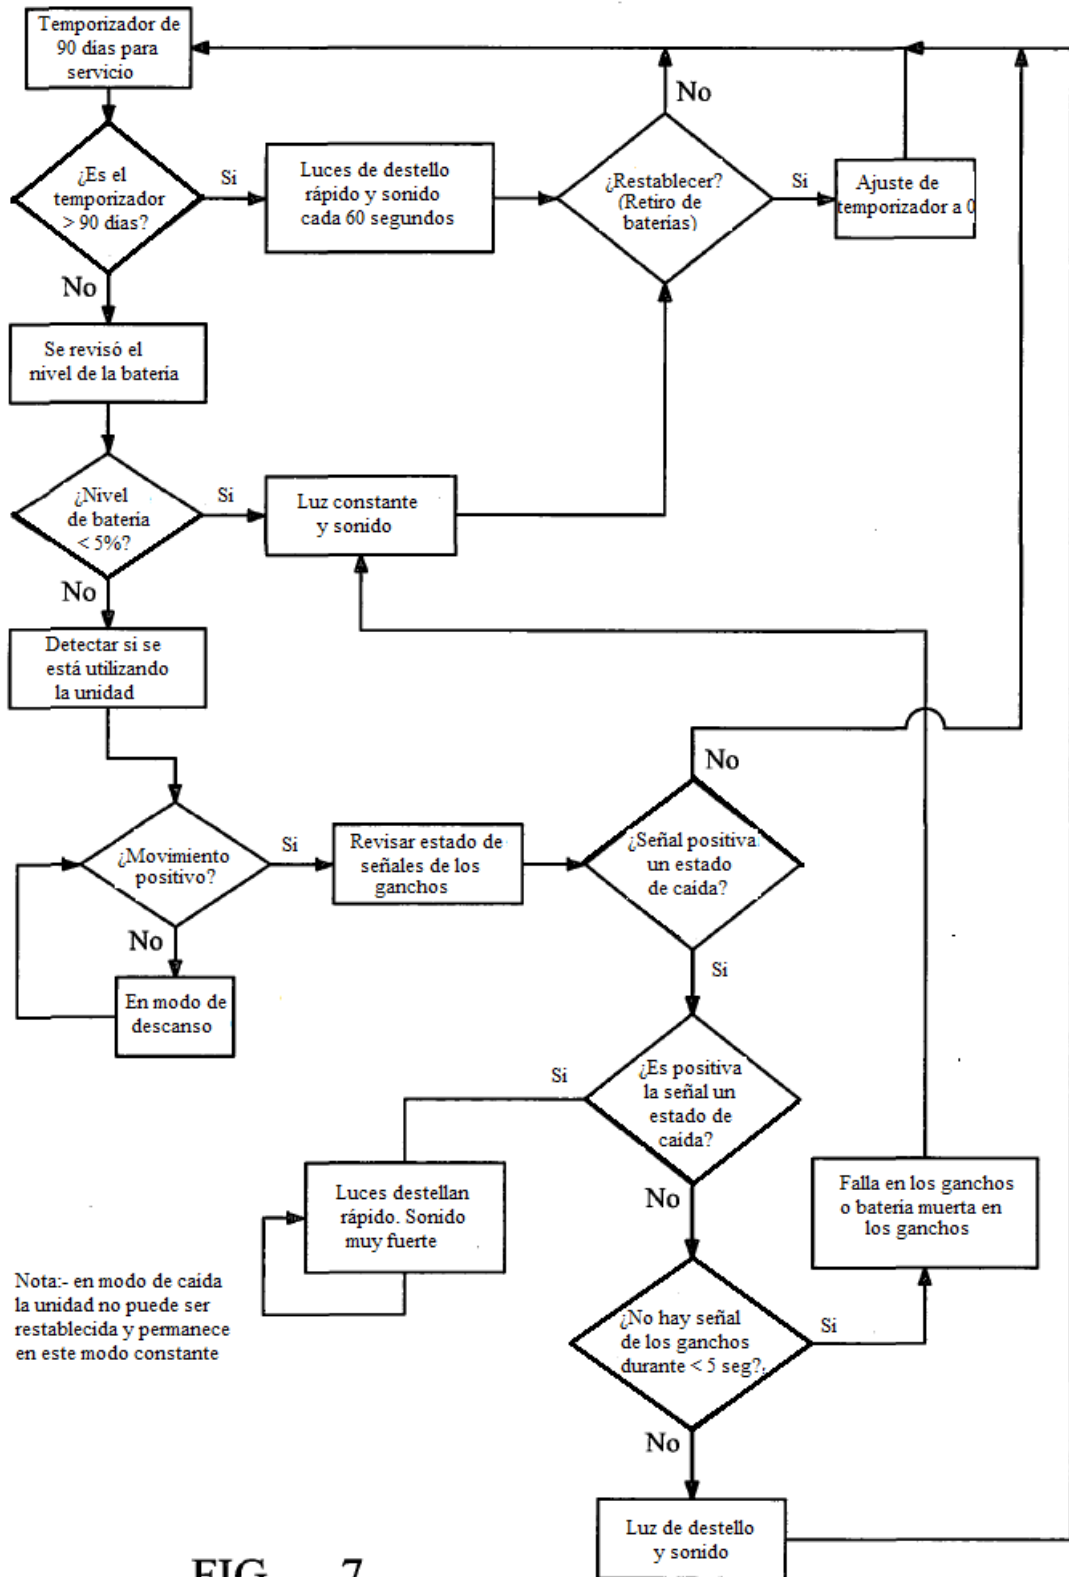 Temporizador de
90 días para
servicio
¿Es el
temporizador
> 90 días?
Si
Luces de destello
rápido y sonido
cada 60 segundos
¿Restablecer?
(Retiro de
baterías)
No
Si
Ajuste de
temporizador a 0
No
Se revisó el
nivel de la batería
¿Nivel
de batería
< 5%?
Si
Luz constante
y sonido
No
Detectar si se
está utilizando
la unidad
¿Movimiento
positivo?
Si
Revisar estado de
señales de los
ganchos
No
¿Señal positiva
un estado
de caída?
No
En modo de
descanso
Si
¿Es positiva
la señal un
estado de
caída?
Si
Luces destellan
rápido. Sonido
muy fuerte
No
Falla en los ganchos
o batería muerta en
los ganchos
Nota:- en modo de caída
la unidad no puede ser
restablecida y permanece
en este modo constante
¿No hay señal
de los ganchos
durante < 5 seg?
Si
No
Luz de destello
y sonido
FIG 7